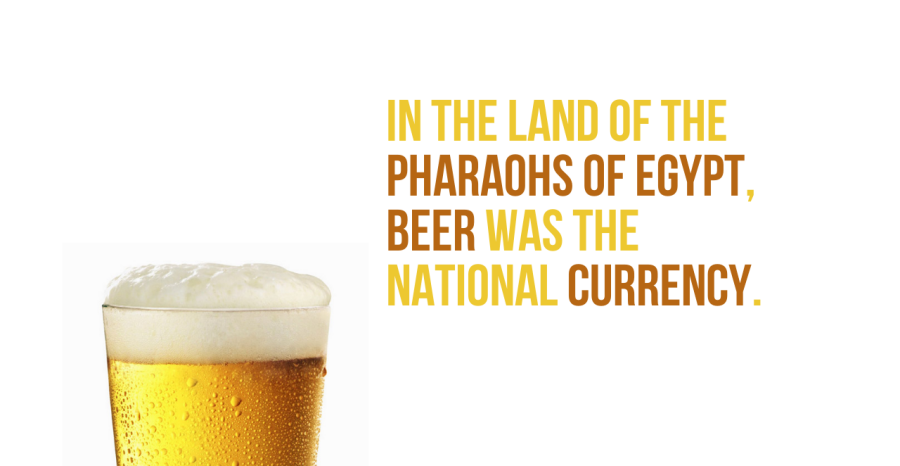 IN THE LAND OF THE
PHARAOHS OF EGYPT,
BEER WAS THE
NATIONAL CURRENCY.